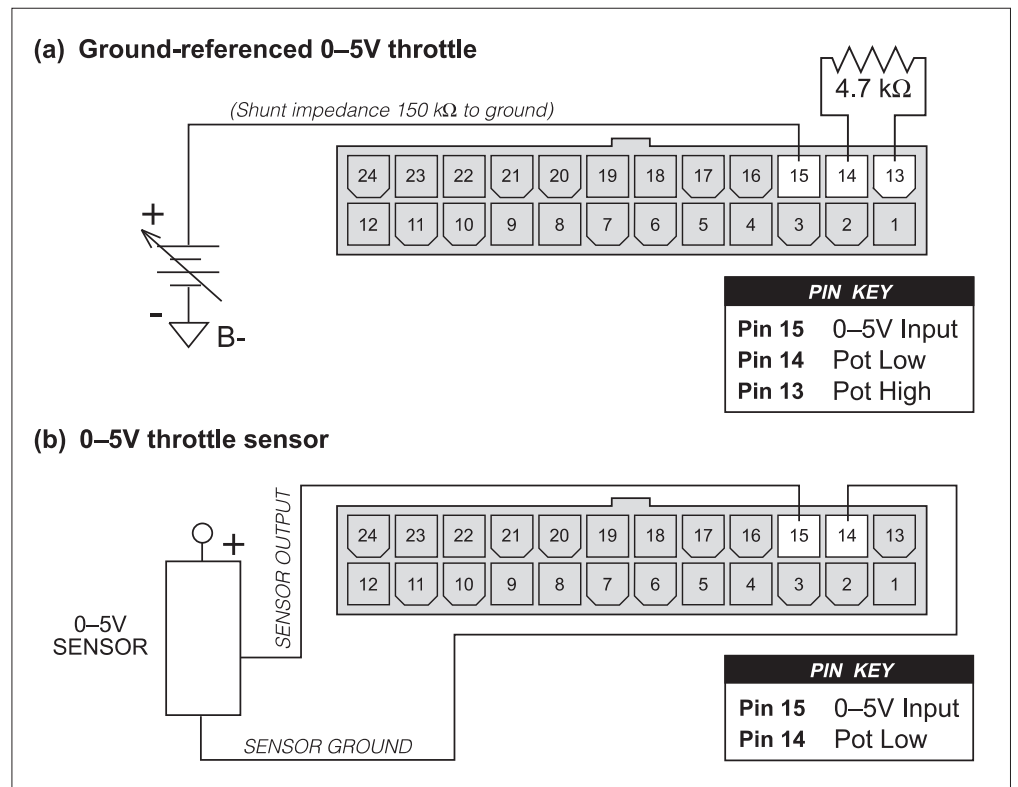 (a) Ground-referenced 0–5V throttle
4.7 kΩ
(Shunt impedance 150 kΩ to ground)
24 23 22 21 20 19 18 17 16 15 14 13
12 11 10 9 8 7 6 5 4 3 2 1
+
-
B-
PIN KEY
Pin 15 0–5V Input
Pin 14 Pot Low
Pin 13 Pot High
(b) 0–5V throttle sensor
SENSOR OUTPUT
24 23 22 21 20 19 18 17 16 15 14 13
12 11 10 9 8 7 6 5 4 3 2 1
+
0–5V
SENSOR
SENSOR GROUND
PIN KEY
Pin 15 0–5V Input
Pin 14 Pot Low